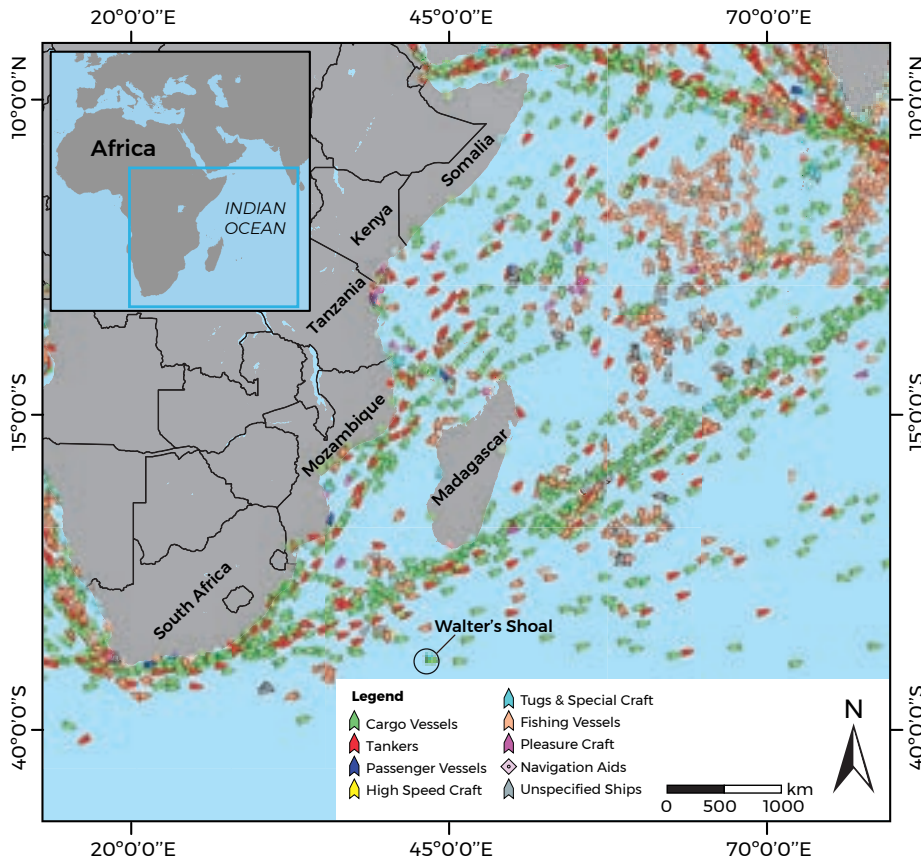 20°0'0''E
45°0'0''E
70°0'0''E
10°0'0''N
10°0'0''N
Africa
INDIAN
OCEAN
Somalia
Kenya
Tanzania
15°0'0''S
15°0'0''S
Mozambique
Madagascar
South Africa
Walter's Shoal
Legend
Cargo Vessels
Tankers
Passenger Vessels
High Speed Craft
Tugs & Special Craft
Fishing Vessels
Pleasure Craft
Navigation Aids
Unspecified Ships
N
km
0 500 1000
40°0'0''S
40°0'0''S
20°0'0''E
45°0'0''E
70°0'0''E